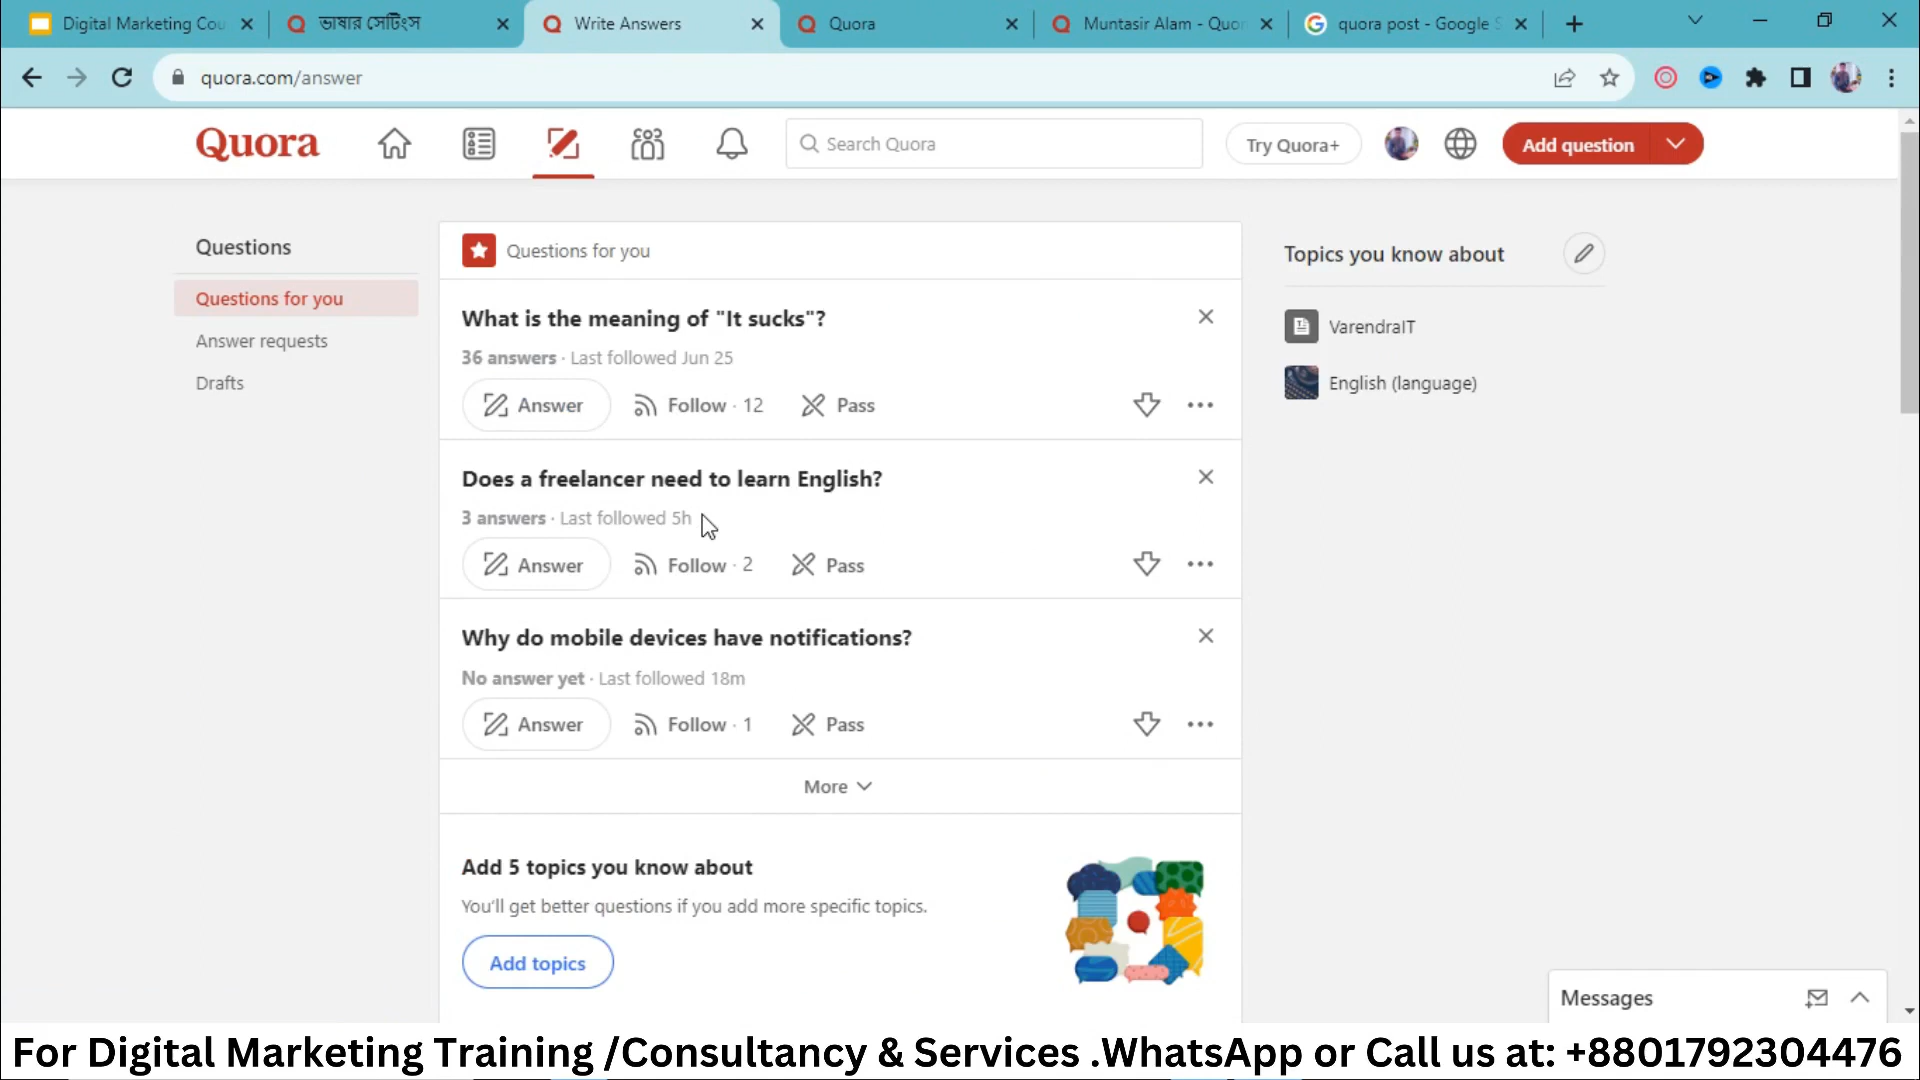 Digital Marketing Cou
ভাষার সেটিংস
Write Answers
Quora
Muntasir Alam - Quor
quora post - Google S
quora.com/answer
Quora
Search Quora
Try Quora+
Add question
Questions
Questions for you
Answer requests
Drafts
Questions for you
What is the meaning of "It sucks"?
36 answers · Last followed Jun 25
Answer
Follow · 12
Pass
Does a freelancer need to learn English?
3 answers · Last followed 5h
Answer
Follow · 2
Pass
Why do mobile devices have notifications?
No answer yet · Last followed 18m
Answer
Follow · 1
Pass
More
Add 5 topics you know about
You'll get better questions if you add more specific topics.
Add topics
Topics you know about
VarendraIT
English (language)
Messages
For Digital Marketing Training /Consultancy & Services .WhatsApp or Call us at: +8801792304476